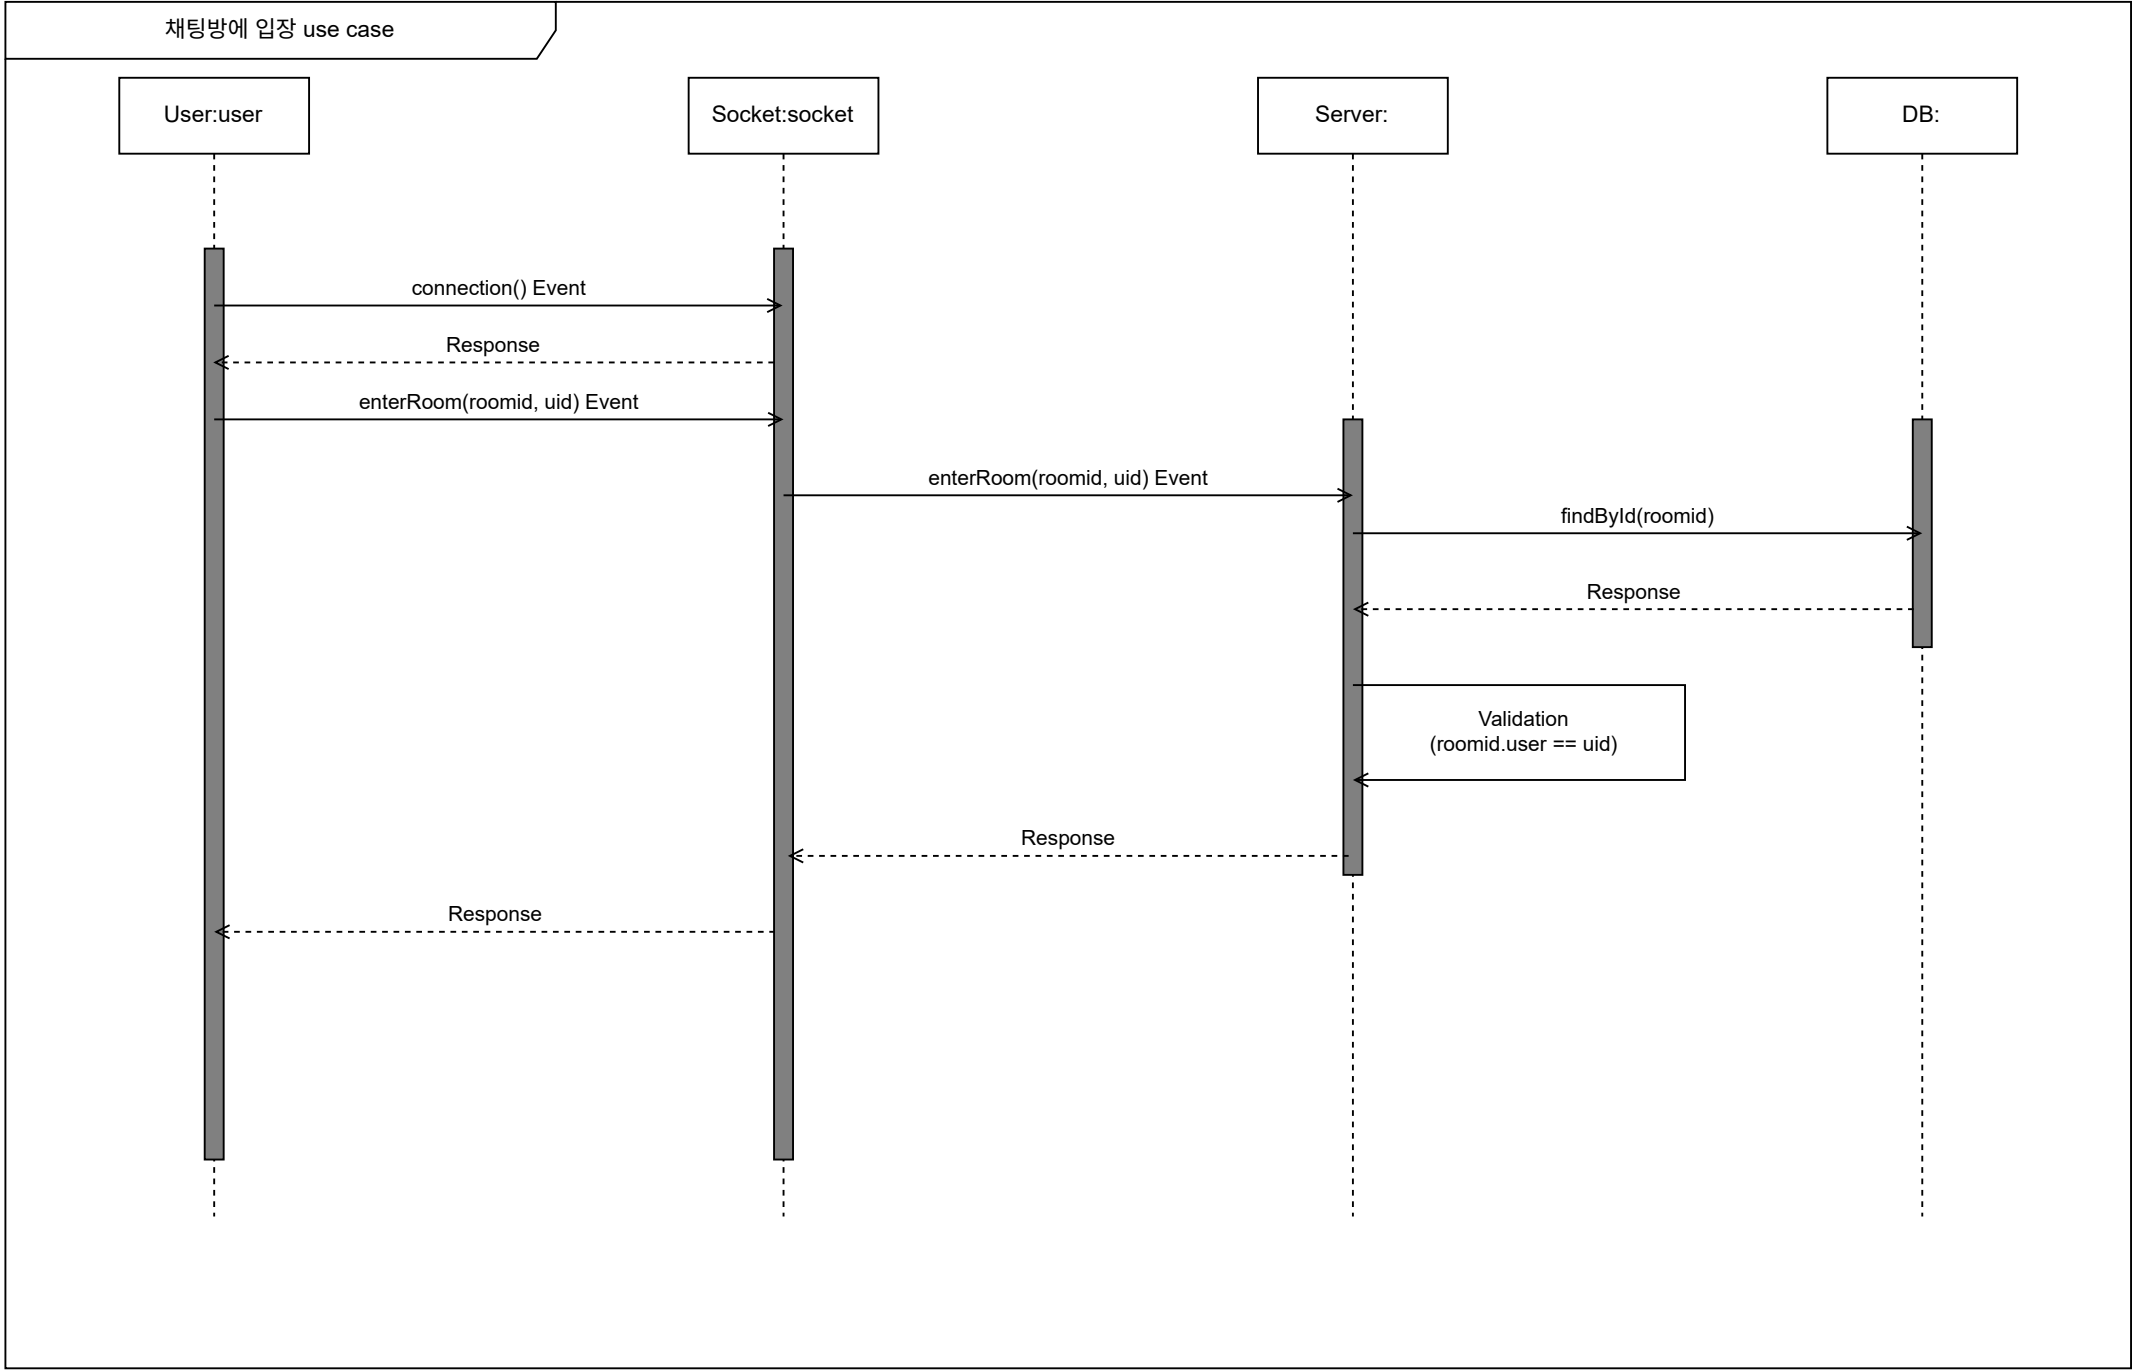 채팅방에 입장 use case
User:user
Socket:socket
Server:
DB:
connection() Event
Response
enterRoom(roomid, uid) Event
enterRoom(roomid, uid) Event
findById(roomid)
Response
Validation
(roomid.user == uid)
Response
Response